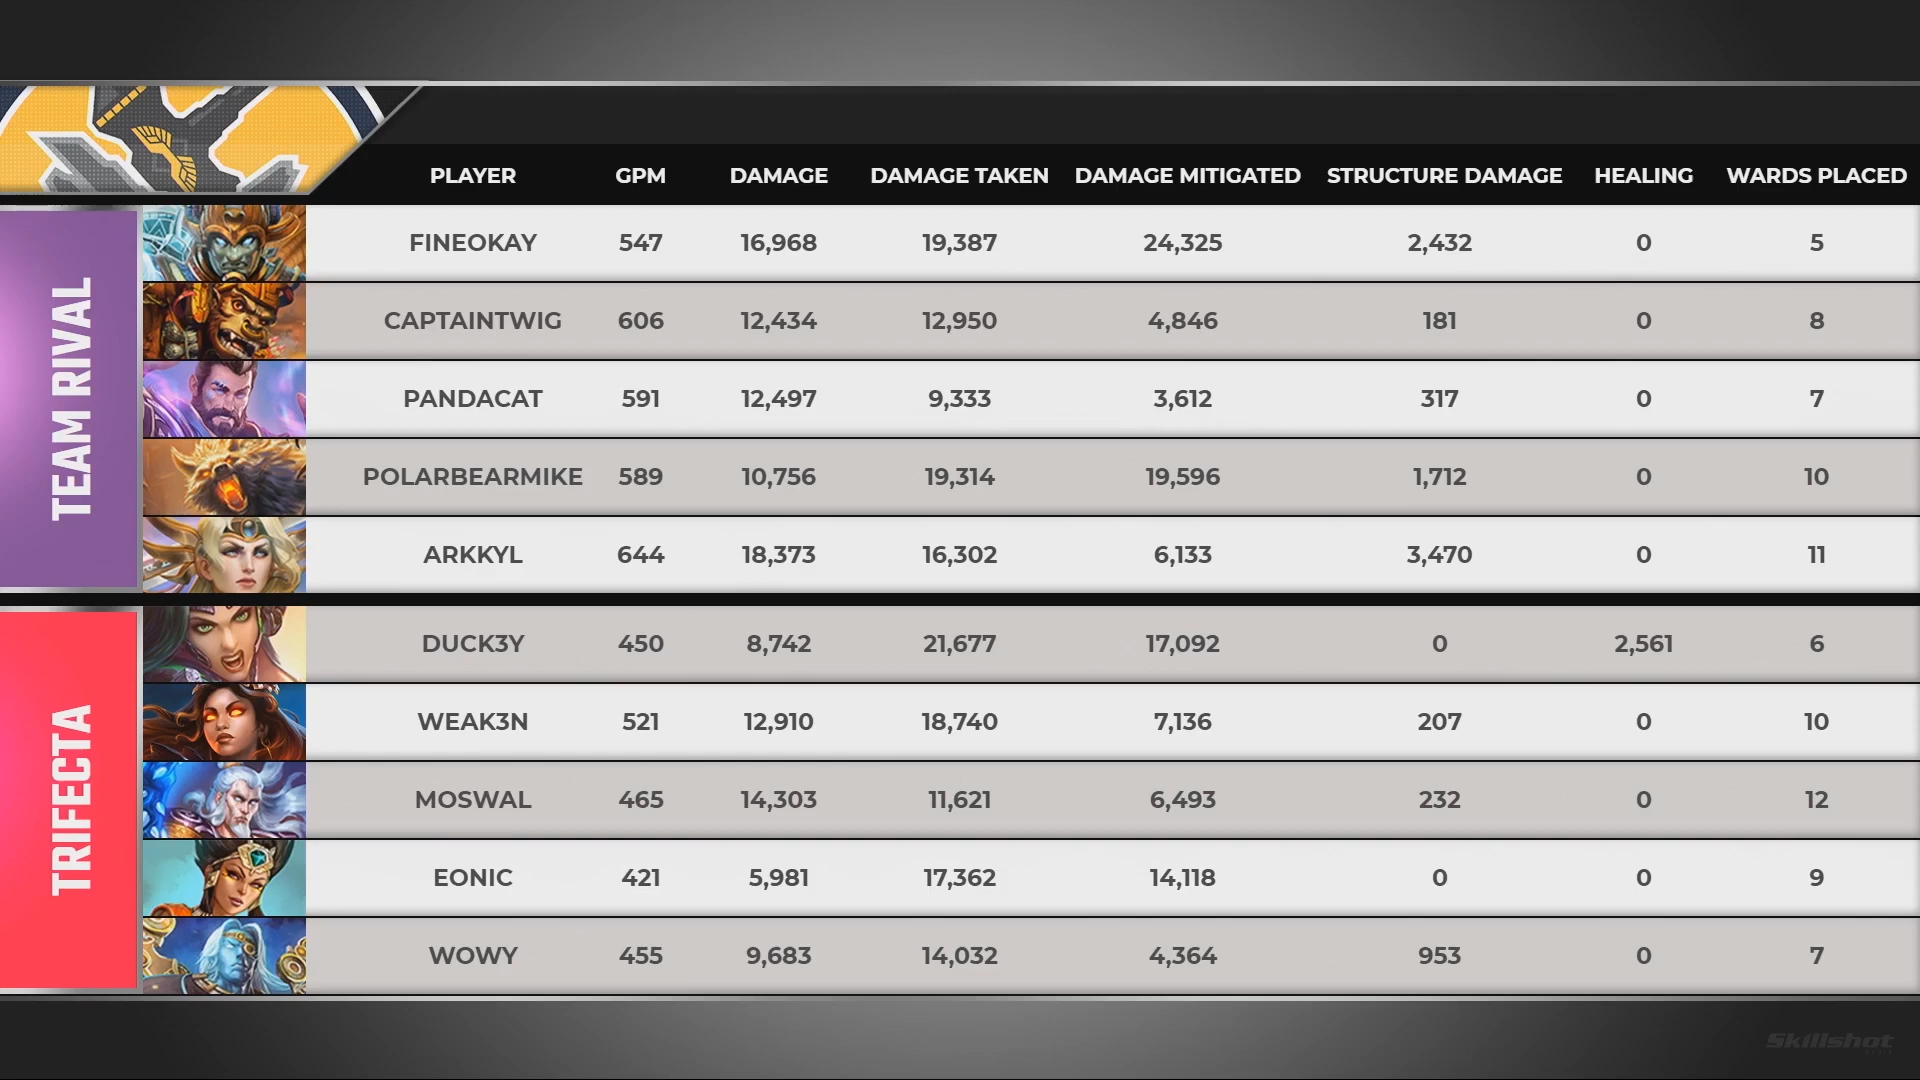 PLAYER GPM DAMAGE DAMAGE TAKEN DAMAGE MITIGATED STRUCTURE DAMAGE HEALING WARDS PLACED
TEAM RIVAL
FINEOKAY 547 16,968 19,387 24,325 2,432 0 5
CAPTAINTWIG 606 12,434 12,950 4,846 181 0 8
PANDACAT 591 12,497 9,333 3,612 317 0 7
POLARBEARMIKE 589 10,756 19,314 19,596 1,712 0 10
ARKKYL 644 18,373 16,302 6,133 3,470 0 11
TRIFECTA
DUCK3Y 450 8,742 21,677 17,092 0 2,561 6
WEAK3N 521 12,910 18,740 7,136 207 0 10
MOSWAL 465 14,303 11,621 6,493 232 0 12
EONIC 421 5,981 17,362 14,118 0 0 9
WOWY 455 9,683 14,032 4,364 953 0 7
Skillshot